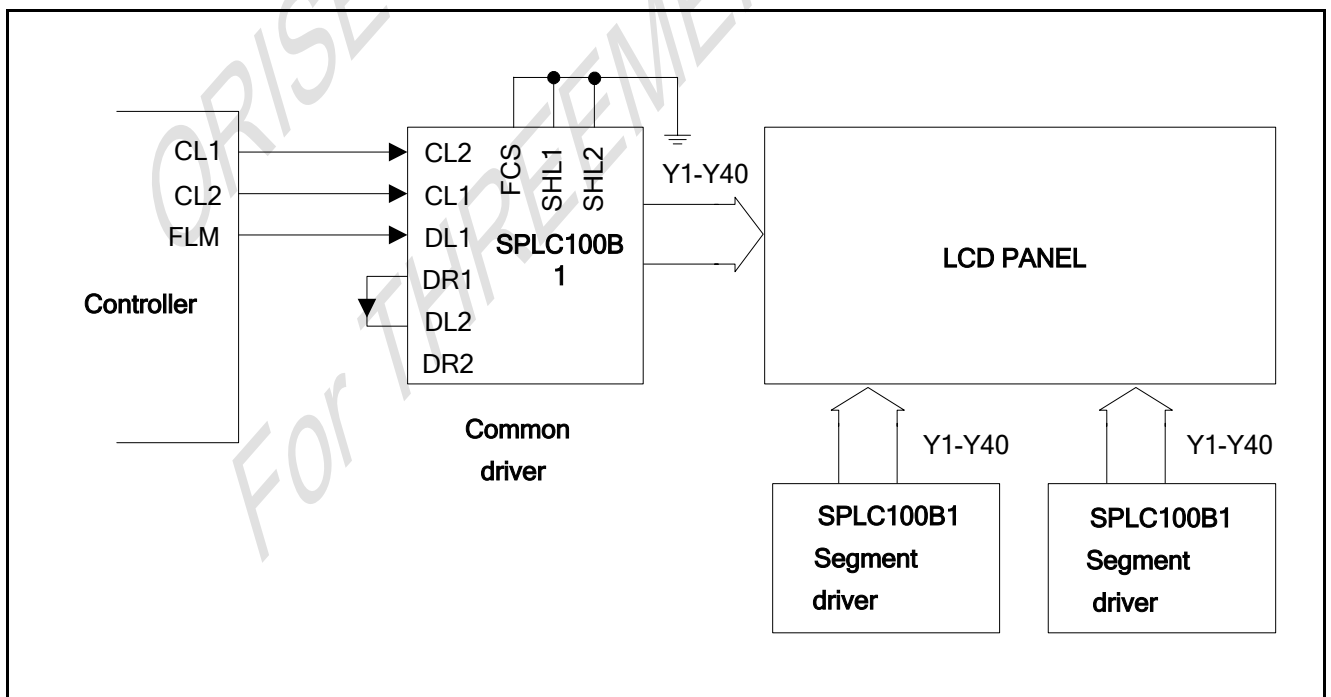 ORISE
For THREEME
CL1
CL2
FLM
Controller
CL2
CL1
DL1
DR1
DL2
DR2
FCS
SHL1
SHL2
SPLC100B
1
Common
driver
Y1-Y40
LCD PANEL
Y1-Y40
Y1-Y40
SPLC100B1
Segment
driver
SPLC100B1
Segment
driver